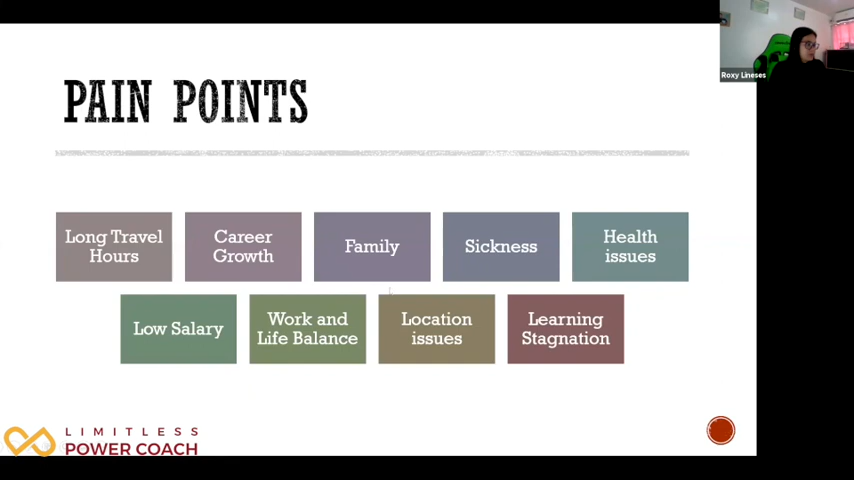 Roxy Lineses
PAIN POINTS
Long Travel
Hours
Career
Growth
Family
Sickness
Health
issues
Low Salary
Work and
Life Balance
Location
issues
Learning
Stagnation
LIMITLESS
POWER COACH